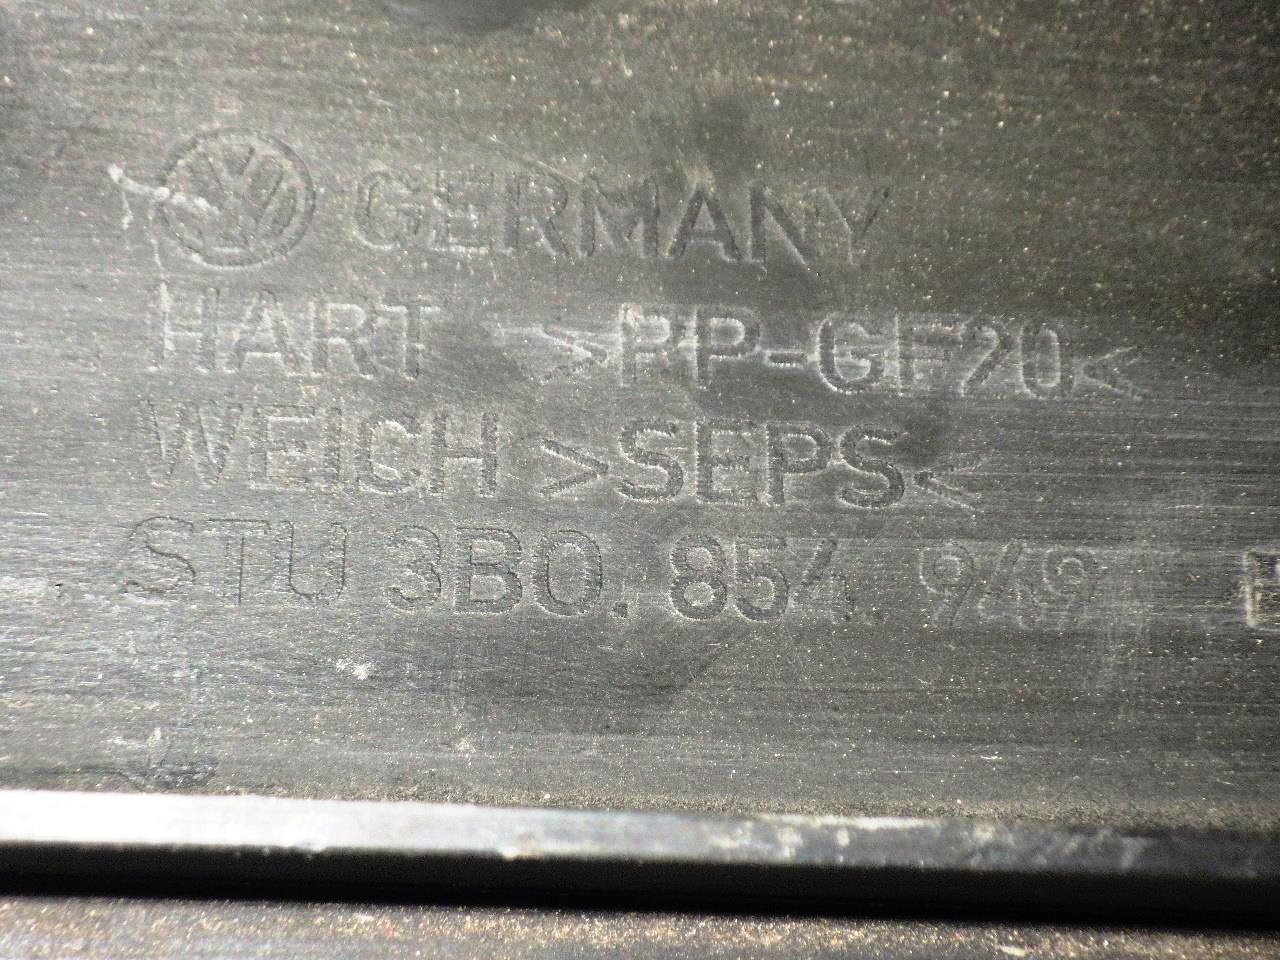 GERMANY
HART >PP-GF20<
WEICH >SEPS<
STU 3B0. 854. 949